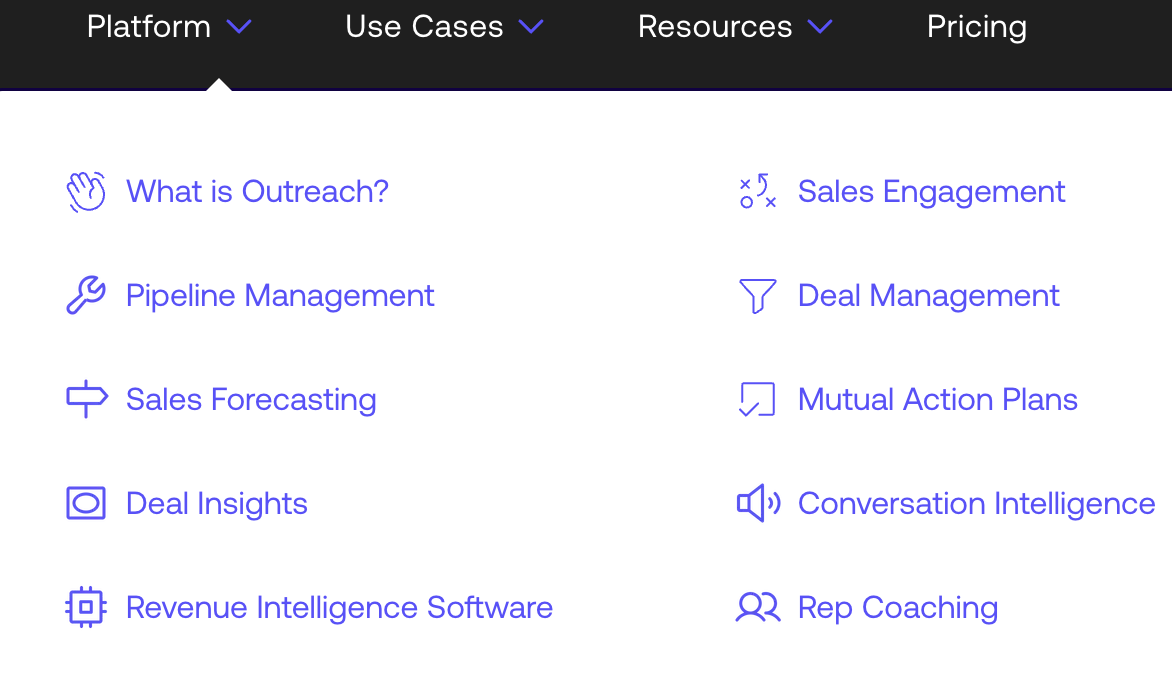 Platform Use Cases Resources Pricing
What is Outreach? Sales Engagement
Pipeline Management Deal Management
Sales Forecasting Mutual Action Plans
Deal Insights Conversation Intelligence
Revenue Intelligence Software Rep Coaching